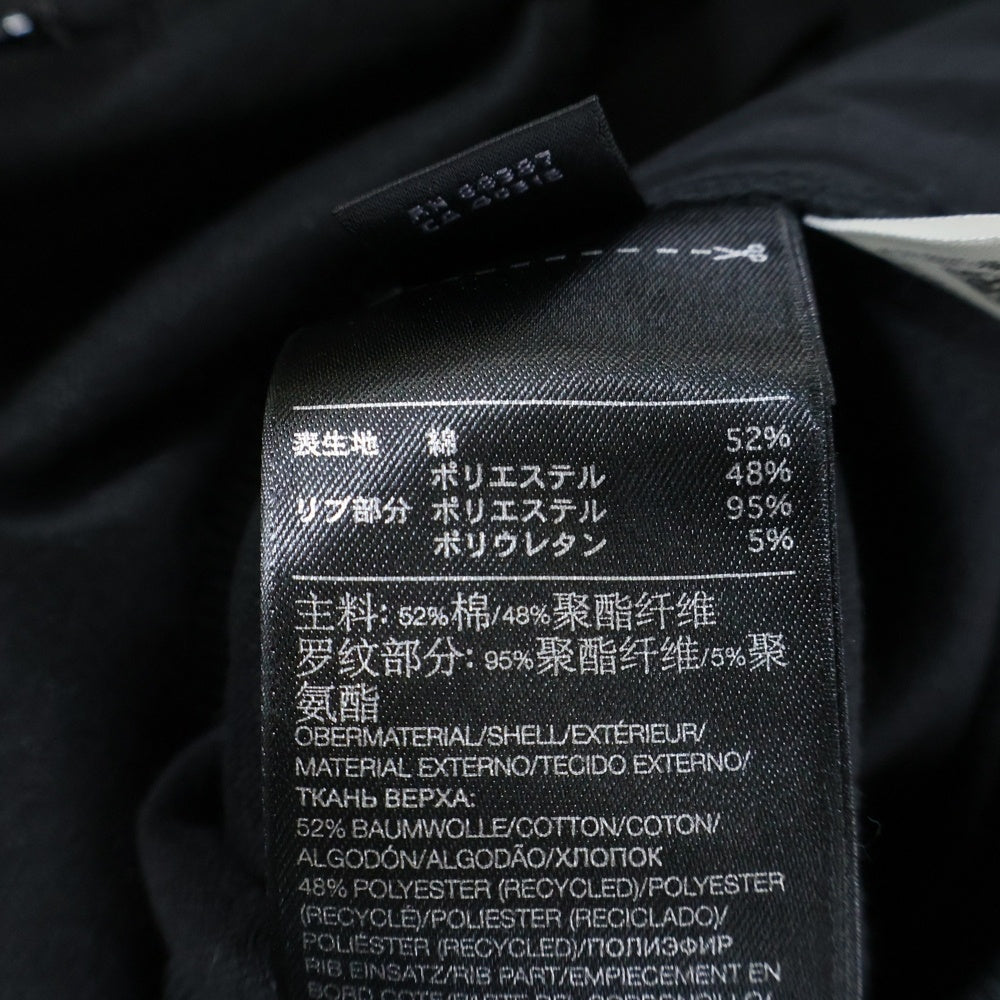 表生地 綿 52%
ポリエステル 48%
リブ部分 ポリエステル 95%
ポリウレタン 5%
主料: 52%棉/48%聚酯纤维
罗纹部分: 95%聚酯纤维/5%聚
氨酯
OBERMATERIAL/SHELL/EXTÉRIEUR/
MATERIAL EXTERNO/TECIDO EXTERNO/
ТКАНЬ ВЕРХА:
52% BAUMWOLLE/COTTON/COTON/
ALGODÓN/ALGODÃO/ХЛОПОК
48% POLYESTER (RECYCLED)/POLYESTER
(RECYCLÉ)/POLIESTER (RECICLADO)/
POLIÉSTER (RECYCLED)/ПОЛИЭФИР
RIB EINSATZ/RIB PART/EMPIECEMENT EN